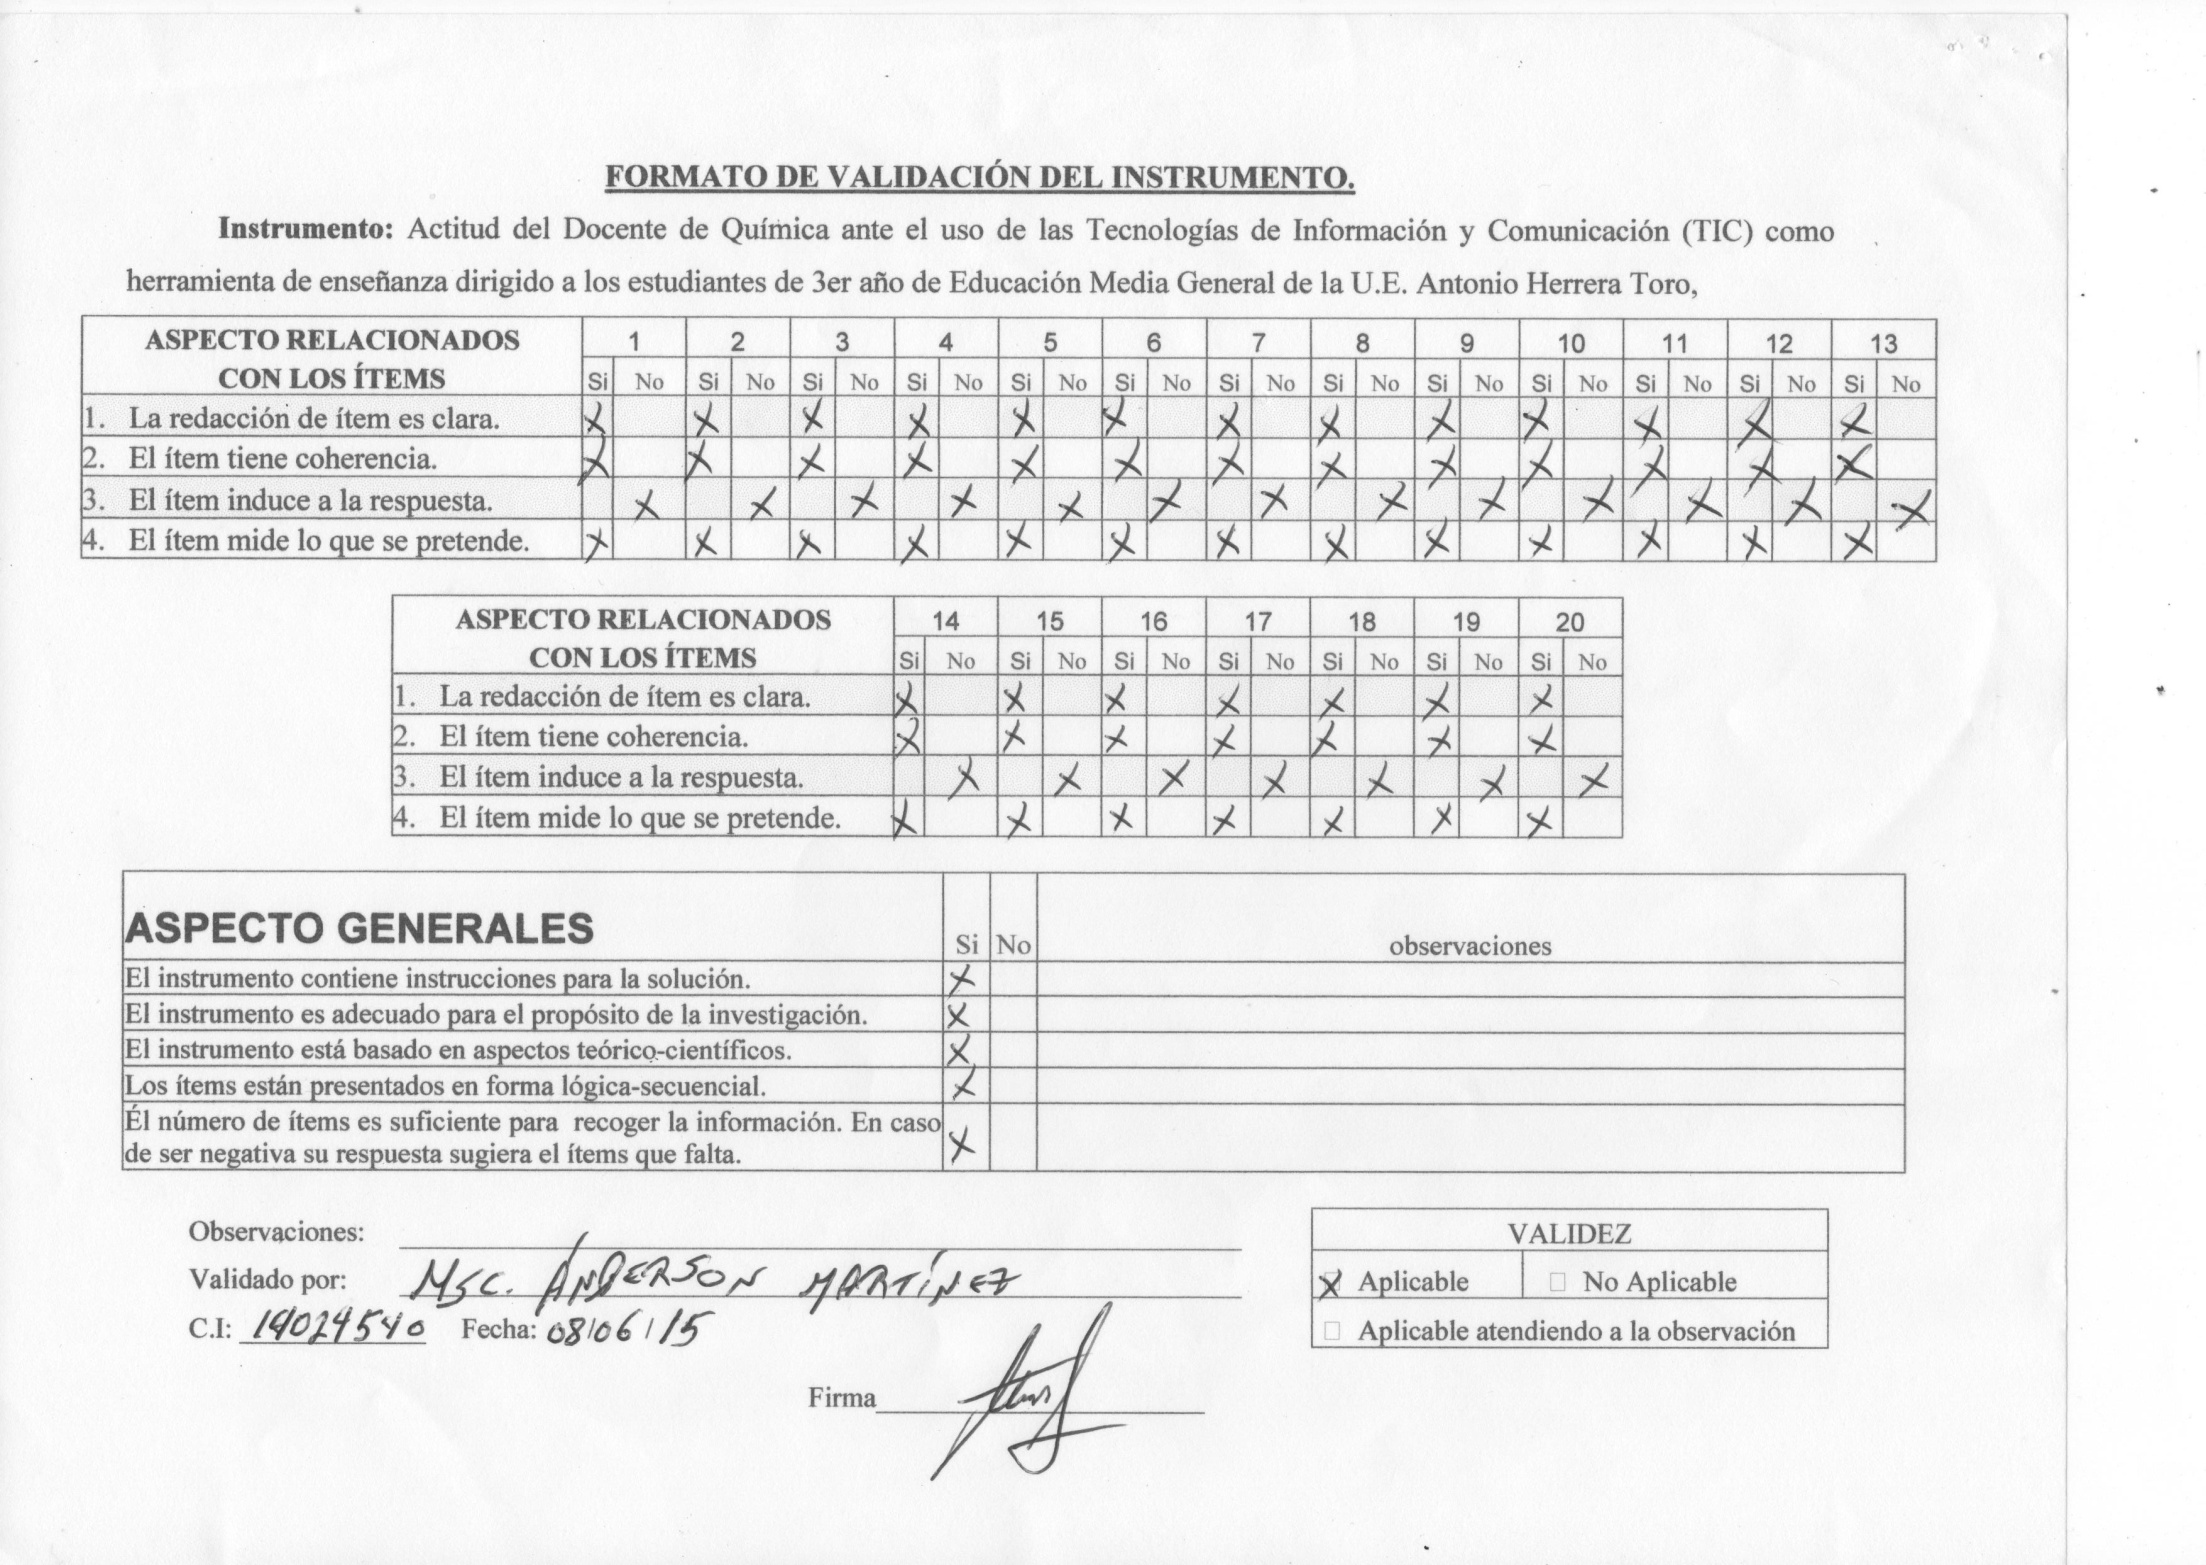 FORMATO DE VALIDACIÓN DEL INSTRUMENTO.
Instrumento: Actitud del Docente de Química ante el uso de las Tecnologías de Información y Comunicación (TIC) como
herramienta de enseñanza dirigido a los estudiantes de 3er año de Educación Media General de la U.E. Antonio Herrera Toro,
ASPECTO RELACIONADOS CON LOS ÍTEMS 1 2 3 4 5 6 7 8 9 10 11 12 13
Si No Si No Si No Si No Si No Si No Si No Si No Si No Si No Si No Si No Si No
1. La redacción de ítem es clara. X X X X X X X X X X X X X
2. El ítem tiene coherencia. X X X X X X X X X X X X X
3. El ítem induce a la respuesta. X X X X X X X X X X X X X
4. El ítem mide lo que se pretende. X X X X X X X X X X X X X
ASPECTO RELACIONADOS CON LOS ÍTEMS 14 15 16 17 18 19 20
Si No Si No Si No Si No Si No Si No Si No
1. La redacción de ítem es clara. X X X X X X X
2. El ítem tiene coherencia. X X X X X X X
3. El ítem induce a la respuesta. X X X X X X X
4. El ítem mide lo que se pretende. X X X X X X X
ASPECTO GENERALES Si No observaciones
El instrumento contiene instrucciones para la solución. X
El instrumento es adecuado para el propósito de la investigación. X
El instrumento está basado en aspectos teórico-científicos. X
Los ítems están presentados en forma lógica-secuencial. X
Él número de ítems es suficiente para recoger la información. En caso
de ser negativa su respuesta sugiera el ítems que falta. X
Observaciones:
Validado por: MSC. ANDERSON MARTÍNEZ
C.I: 14024540 Fecha: 08/06/15
VALIDEZ
X Aplicable No Aplicable
Aplicable atendiendo a la observación
Firma